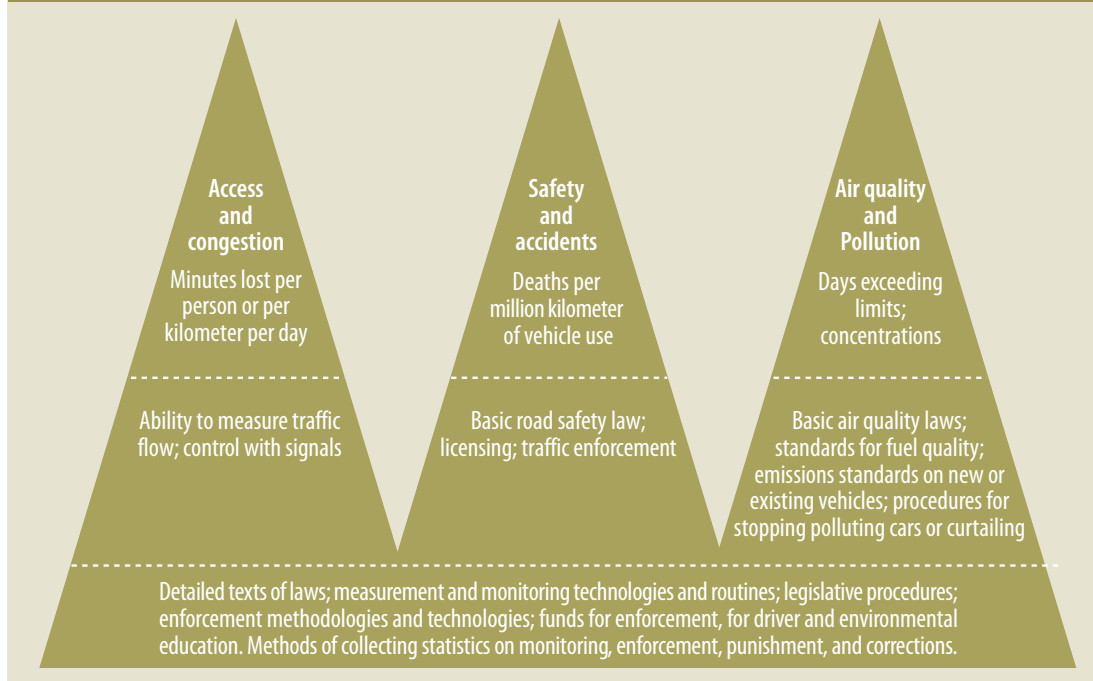 Access
and
congestion
Minutes lost per
person or per
kilometer per day
Ability to measure traffic
flow; control with signals
Safety
and
accidents
Deaths per
million kilometer
of vehicle use
Basic road safety law;
licensing; traffic enforcement
Air quality
and
Pollution
Days exceeding
limits;
concentrations
Basic air quality laws;
standards for fuel quality;
emissions standards on new or
existing vehicles; procedures for
stopping polluting cars or curtailing
Detailed texts of laws; measurement and monitoring technologies and routines; legislative procedures;
enforcement methodologies and technologies; funds for enforcement, for driver and environmental
education. Methods of collecting statistics on monitoring, enforcement, punishment, and corrections.